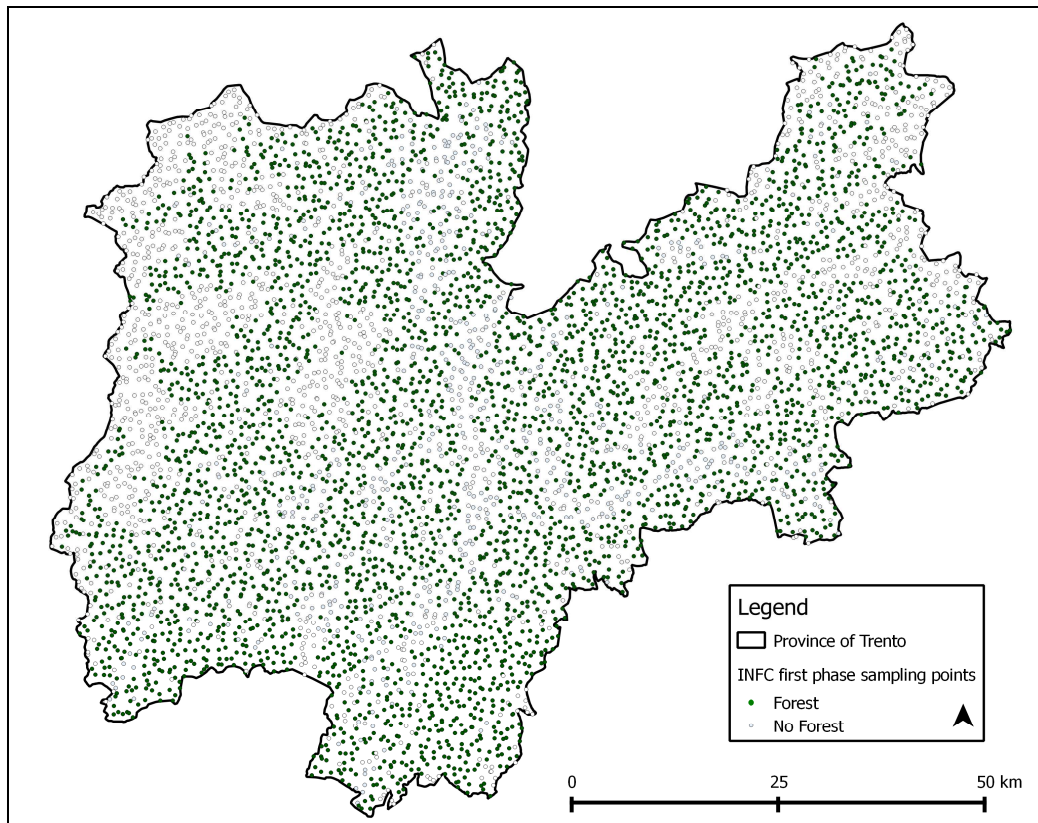 Legend
Province of Trento
INFC first phase sampling points
Forest
No Forest
0 25 50 km